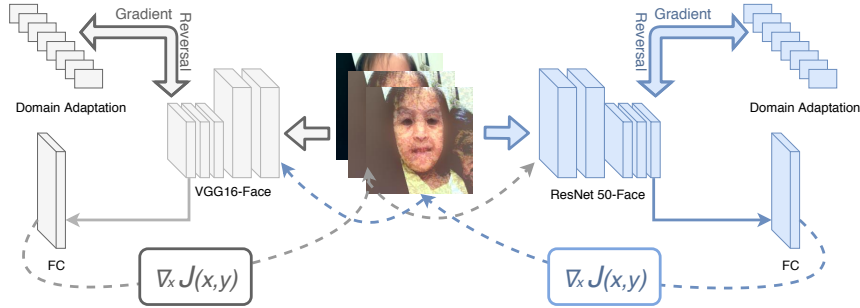 Gradient
Reversal
Domain Adaptation
VGG16-Face
FC
∇x J(x,y)
Gradient
Reversal
Domain Adaptation
ResNet 50-Face
FC
∇x J(x,y)